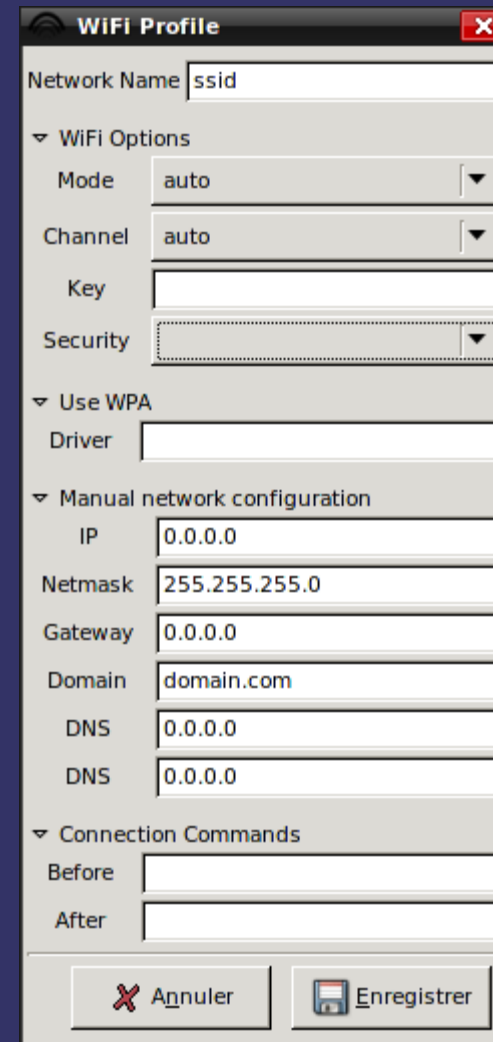 WiFi Profile
Network Name ssid
WiFi Options
Mode auto
Channel auto
Key
Security
Use WPA
Driver
Manual network configuration
IP 0.0.0.0
Netmask 255.255.255.0
Gateway 0.0.0.0
Domain domain.com
DNS 0.0.0.0
DNS 0.0.0.0
Connection Commands
Before
After
Annuler Enregistrer